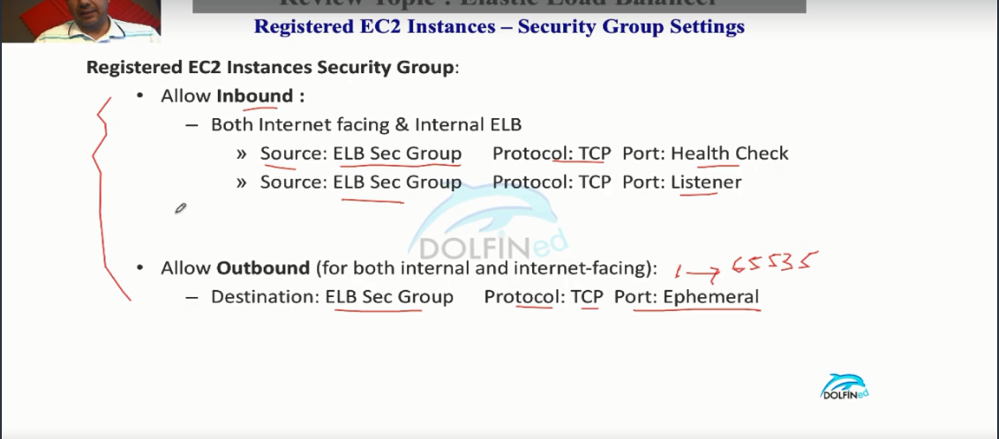 Review Topic : Elastic Load Balancer
Registered EC2 Instances – Security Group Settings
Registered EC2 Instances Security Group:
• Allow Inbound :
– Both Internet facing & Internal ELB
» Source: ELB Sec Group Protocol: TCP Port: Health Check
» Source: ELB Sec Group Protocol: TCP Port: Listener
DOLFINed
• Allow Outbound (for both internal and internet-facing): 1 → 65535
– Destination: ELB Sec Group Protocol: TCP Port: Ephemeral
DOLFINed